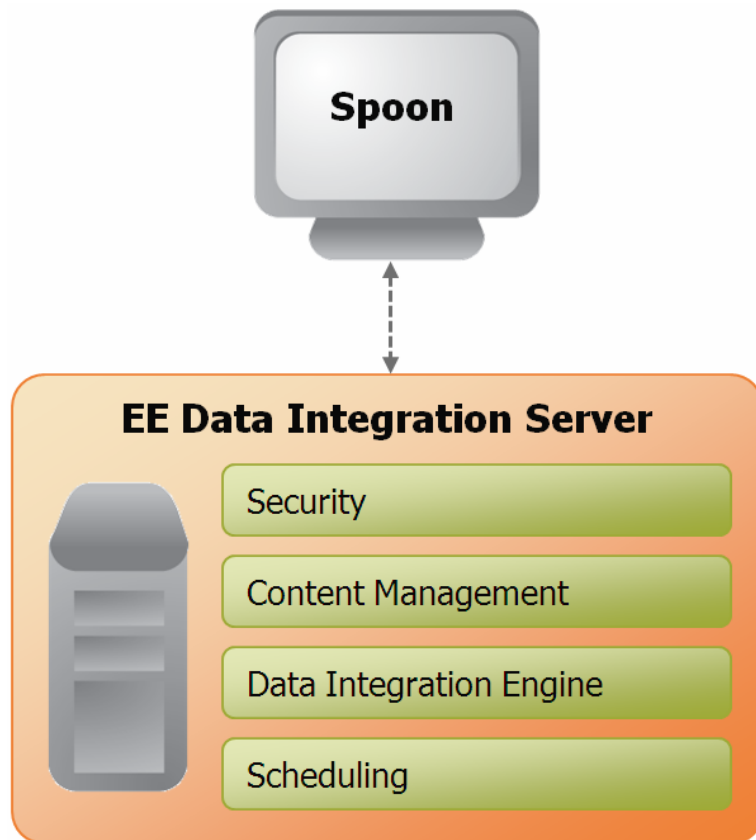 Spoon
EE Data Integration Server
Security
Content Management
Data Integration Engine
Scheduling